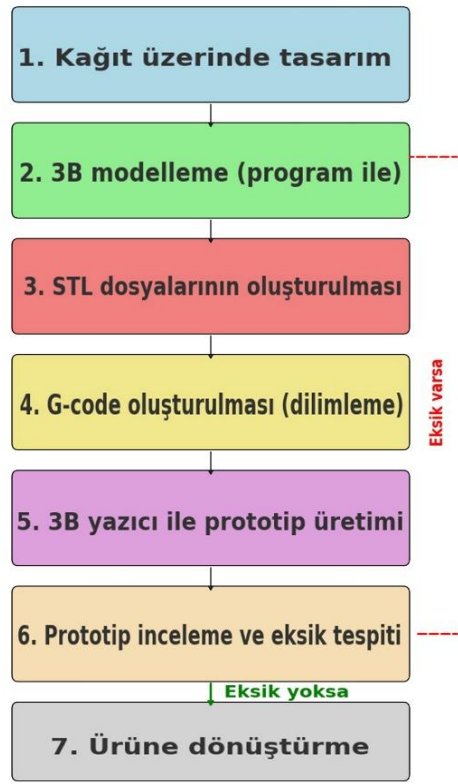 1. Kağıt üzerinde tasarım
2. 3B modelleme (program ile)
3. STL dosyalarının oluşturulması
4. G-code oluşturulması (dilimleme)
Eksik varsa
5. 3B yazıcı ile prototip üretimi
6. Prototip inceleme ve eksik tespiti
Eksik yoksa
7. Ürüne dönüştürme